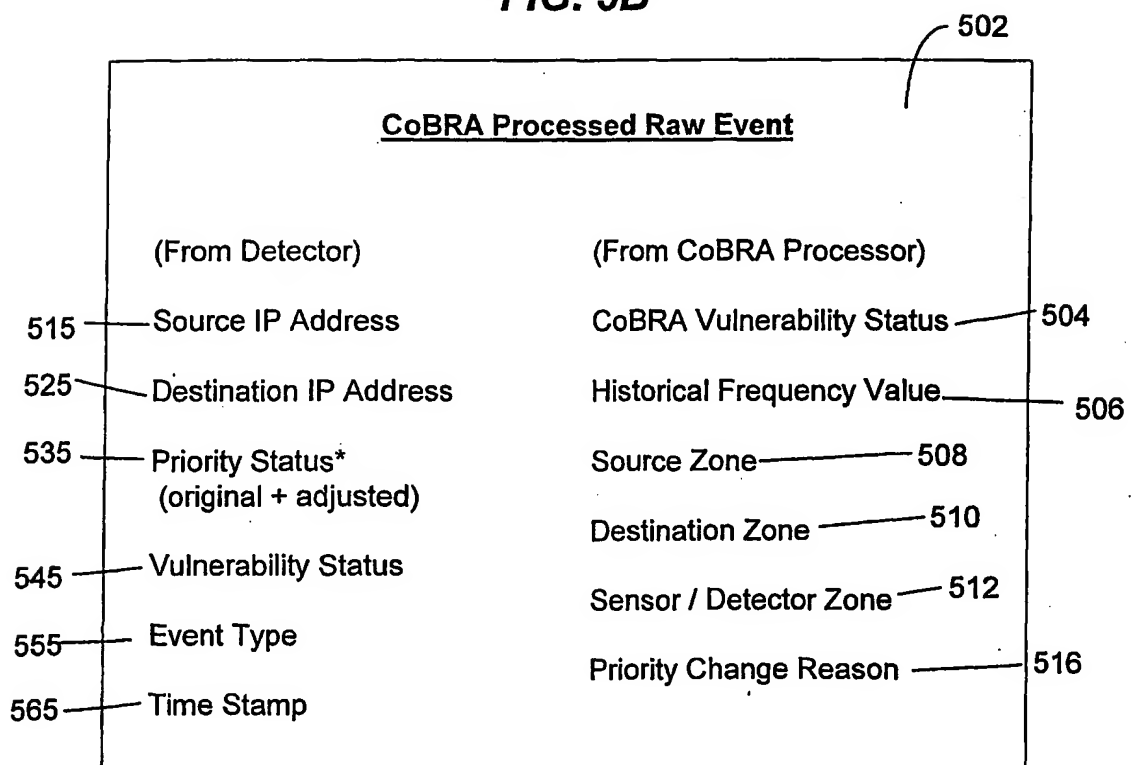 FIG. 5B
502
CoBRA Processed Raw Event
(From Detector)
515 Source IP Address
525 Destination IP Address
535 Priority Status*
(original + adjusted)
545 Vulnerability Status
555 Event Type
565 Time Stamp
(From CoBRA Processor)
CoBRA Vulnerability Status 504
Historical Frequency Value 506
Source Zone 508
Destination Zone 510
Sensor / Detector Zone 512
Priority Change Reason 516